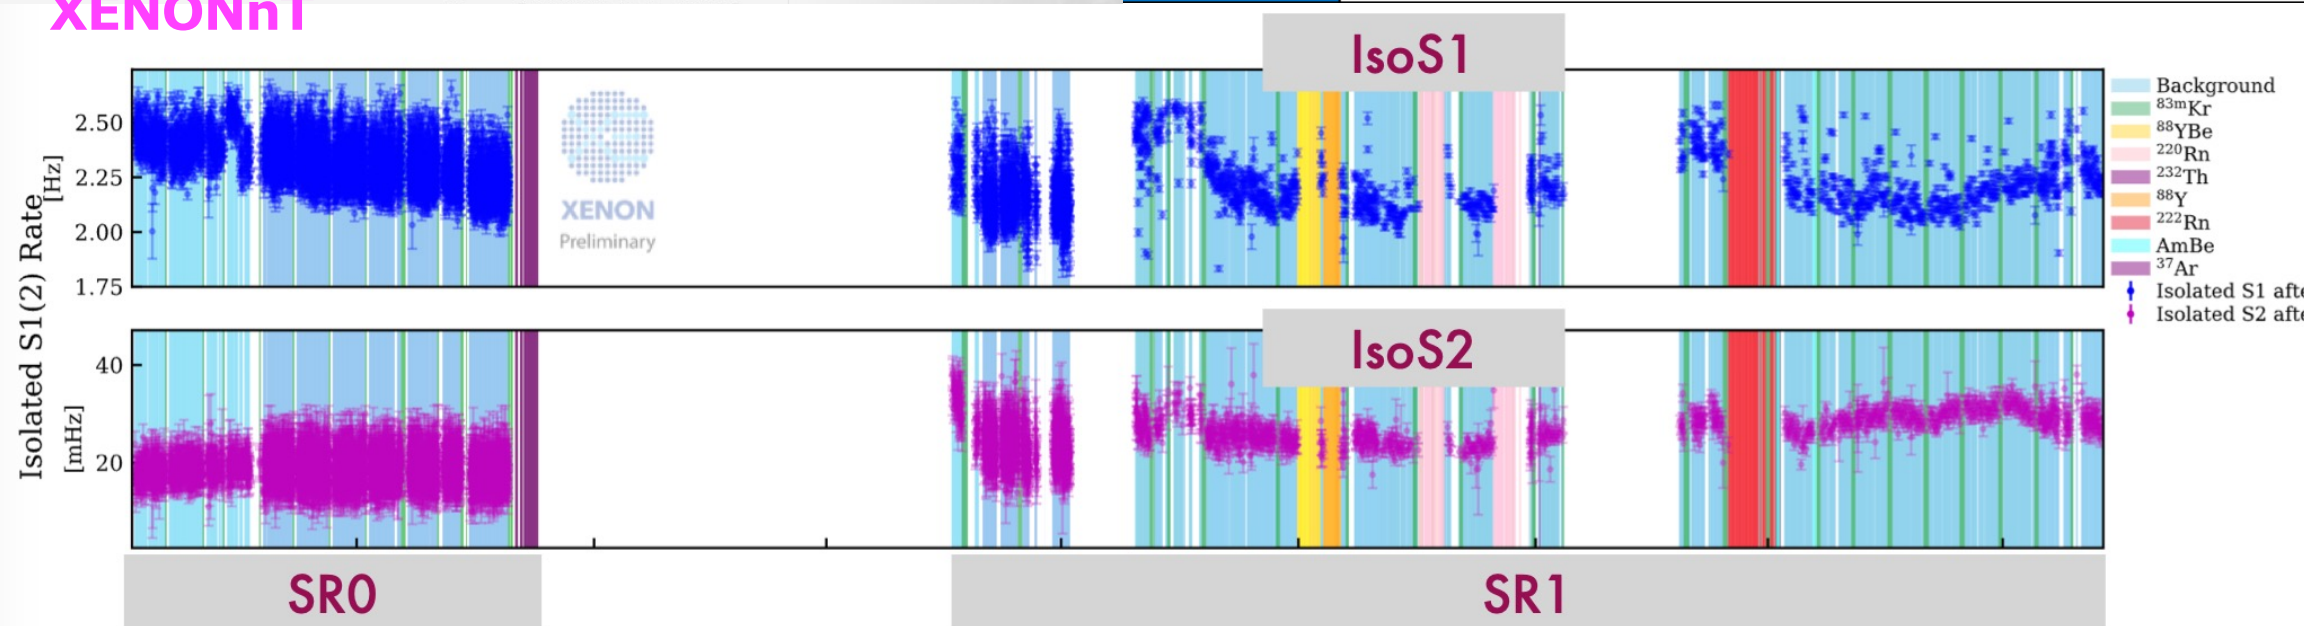 XENONnT
IsoS1
2.50
2.25
2.00
1.75
XENON
Preliminary
Isolated S1(2) Rate
[Hz]
[mHz]
IsoS2
40
20
Background
83mKr
88YBe
220Rn
232Th
88Y
222Rn
AmBe
37Ar
Isolated S1 afte
Isolated S2 afte
SR0
SR1